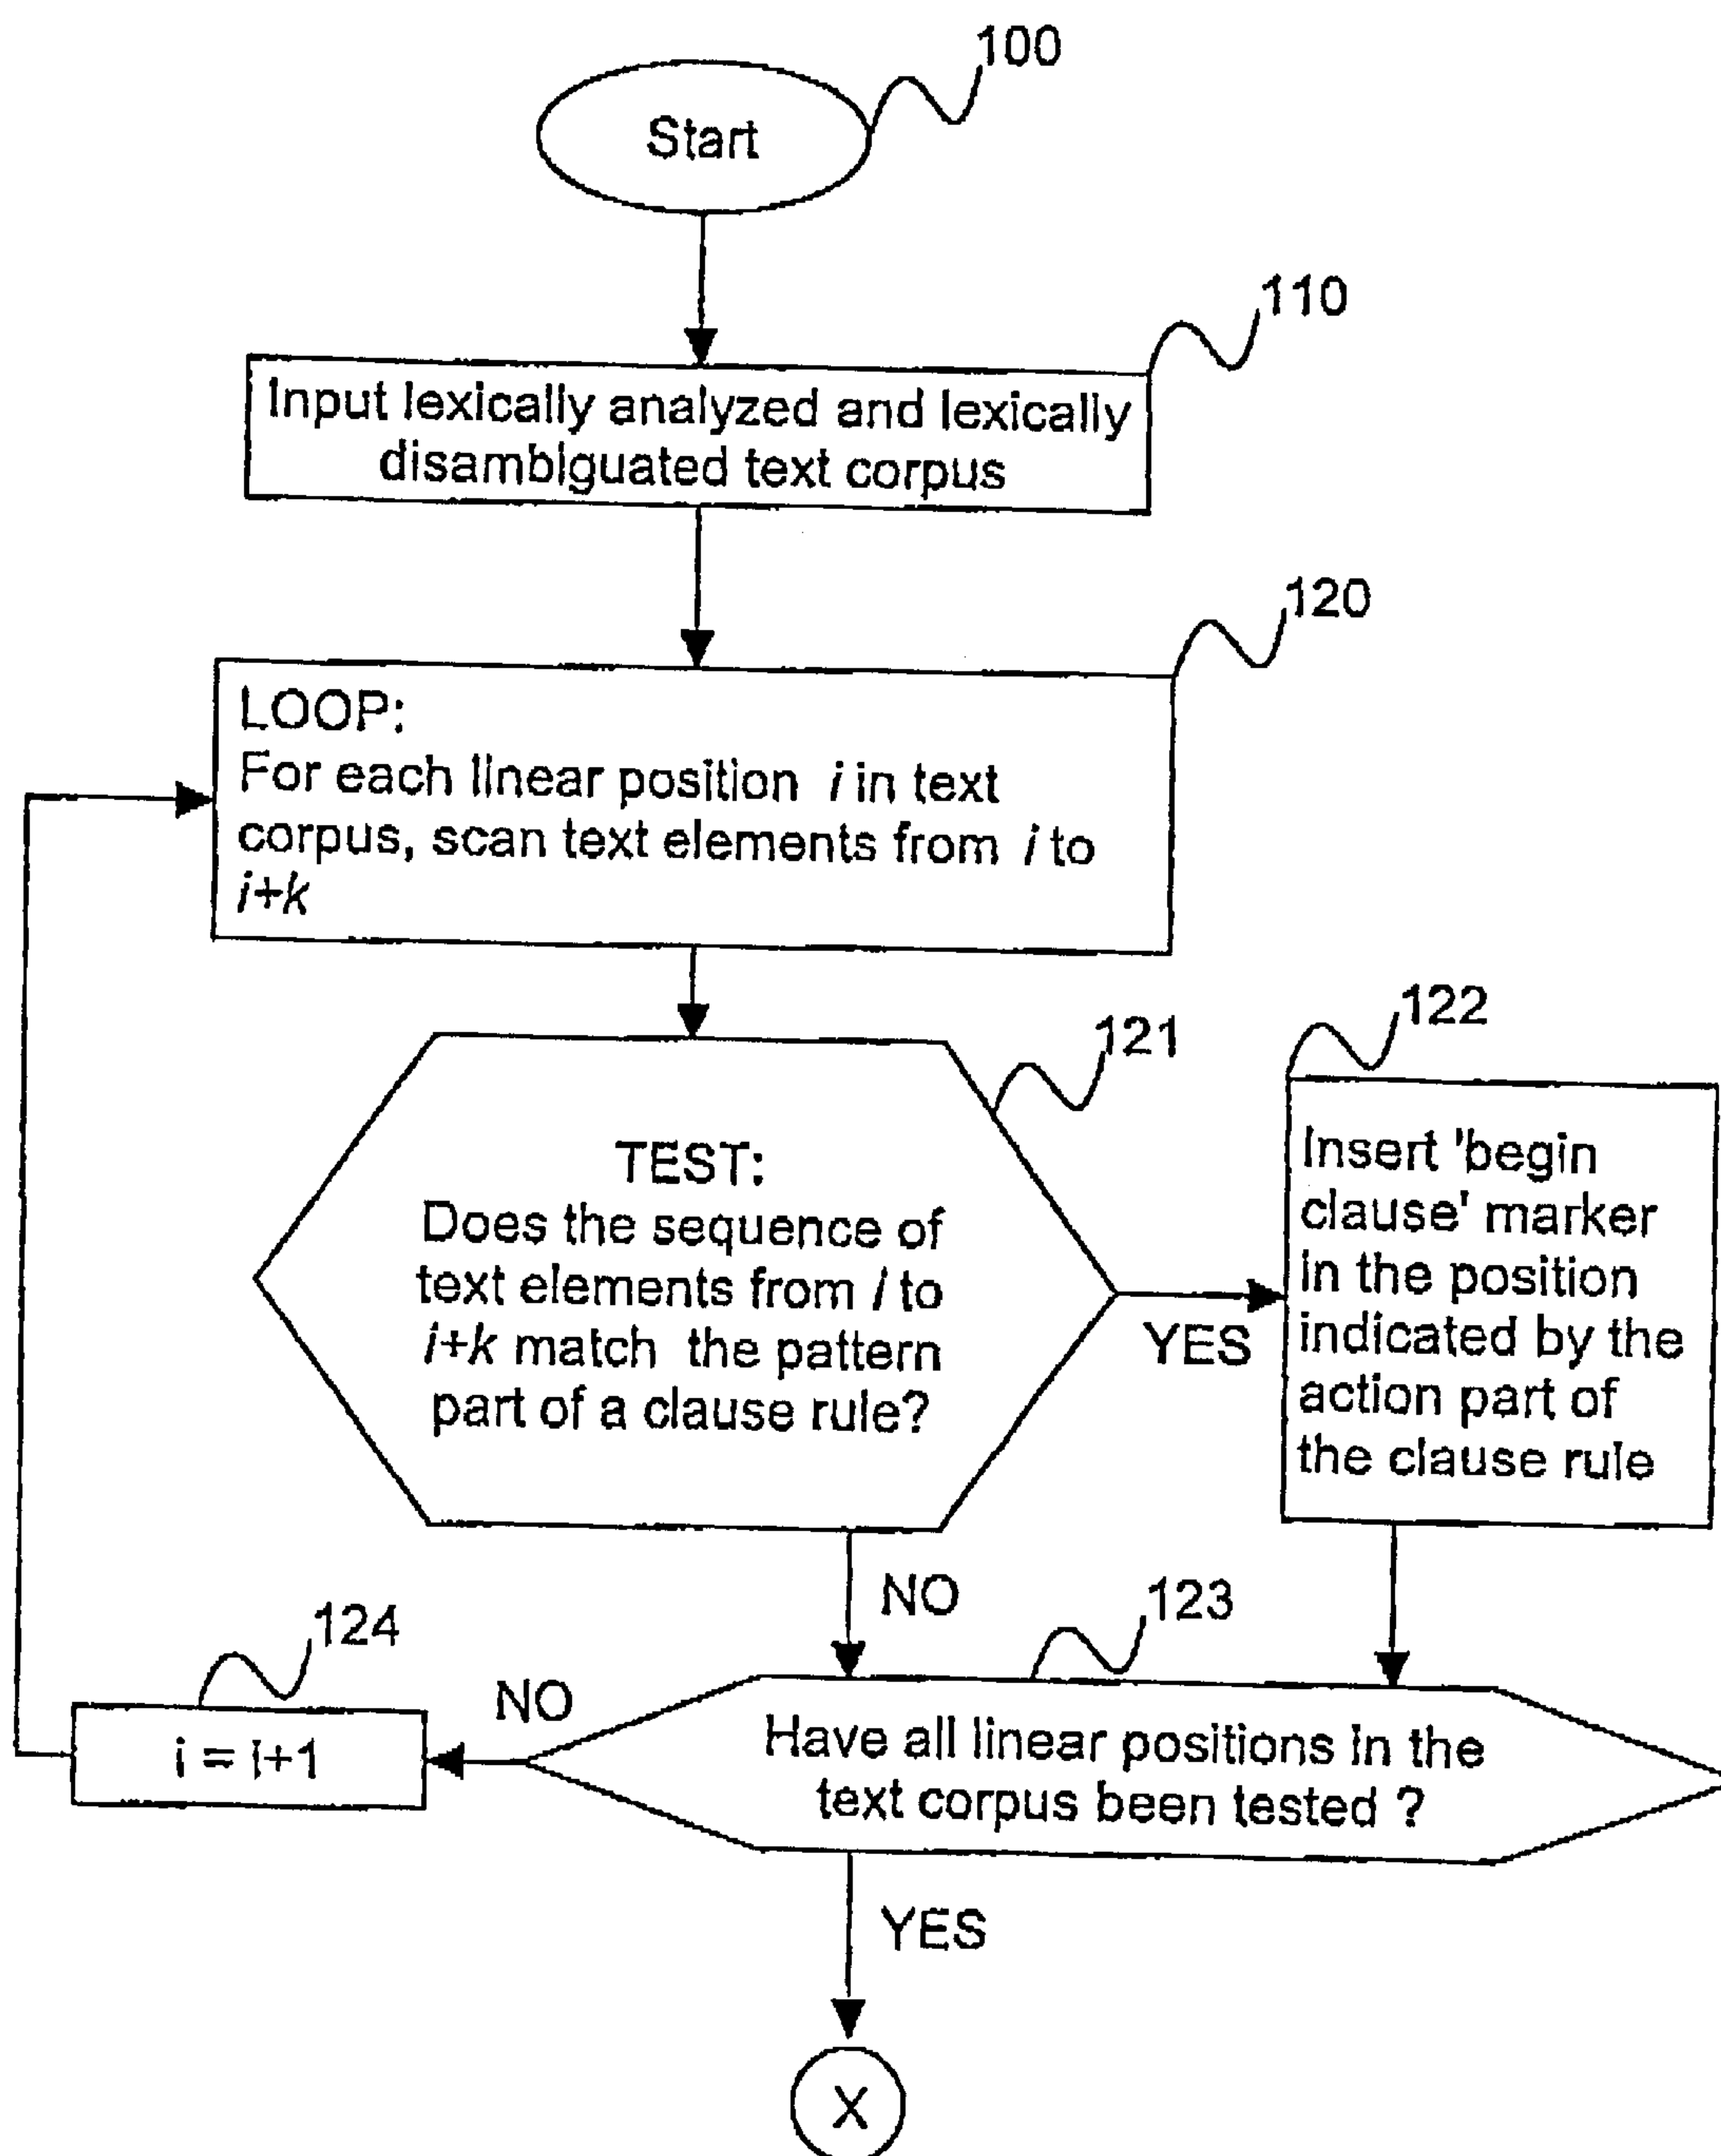 100
Start
110
Input lexically analyzed and lexically
disambiguated text corpus
120
LOOP:
For each linear position i in text
corpus, scan text elements from i to
i+k
121
TEST:
Does the sequence of
text elements from i to
i+k match the pattern
part of a clause rule?
YES
122
Insert 'begin
clause' marker
in the position
indicated by the
action part of
the clause rule
NO
123
Have all linear positions in the
text corpus been tested ?
NO
124
i = i+1
YES
X